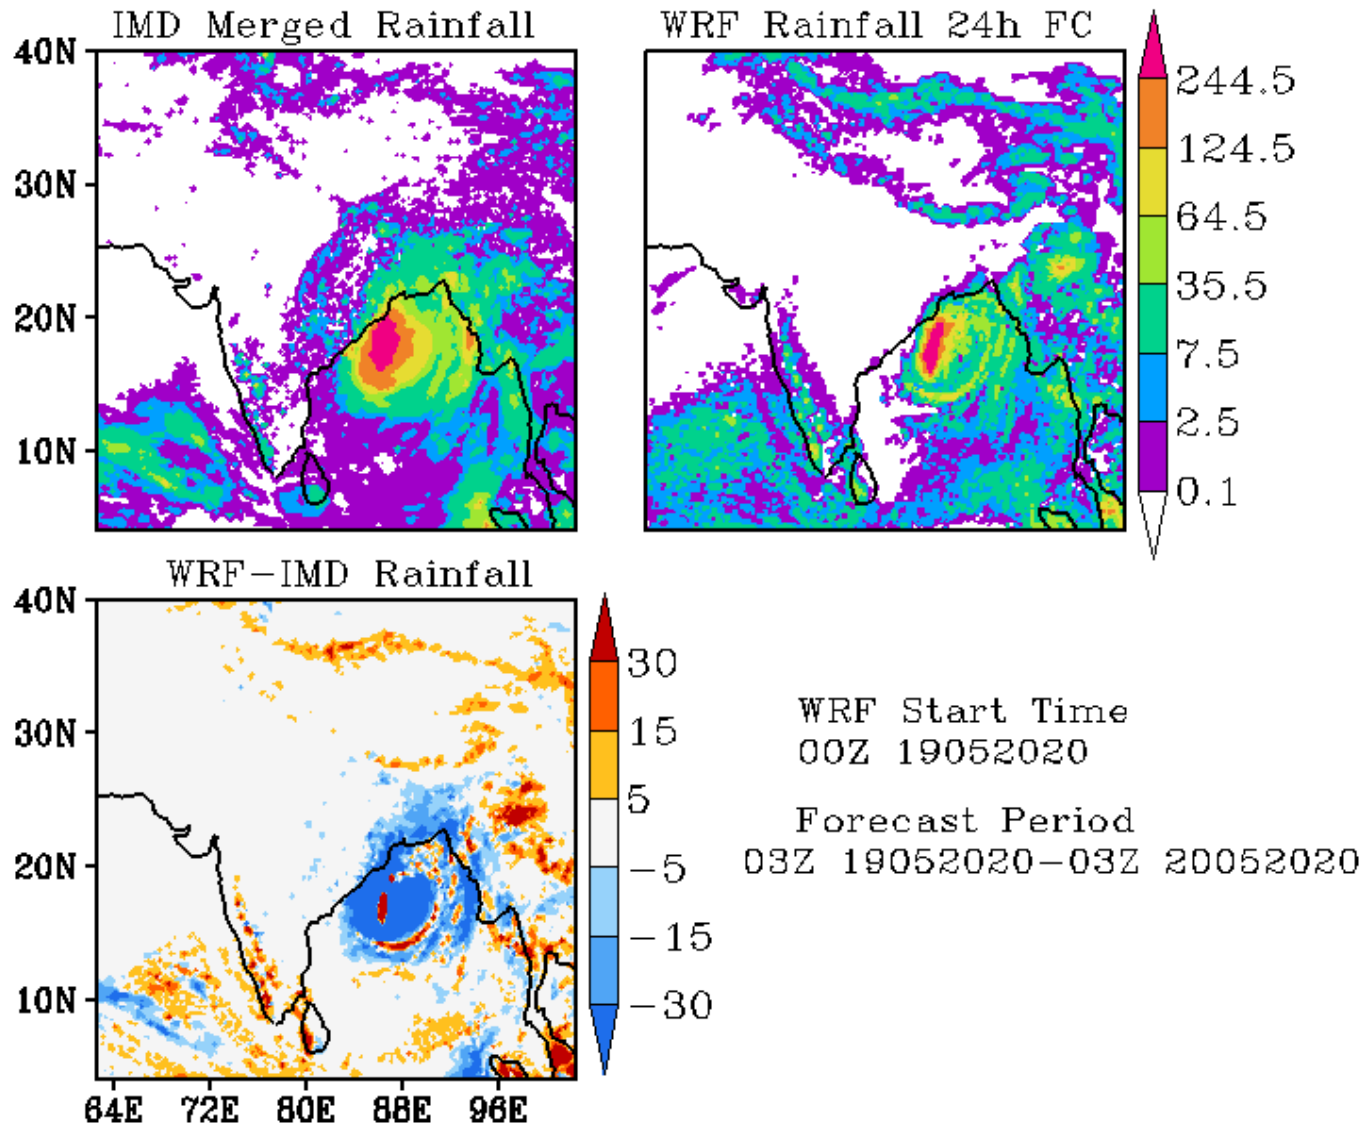 IMD Merged Rainfall
WRF Rainfall 24h FC
40N
30N
20N
10N
244.5
124.5
64.5
35.5
7.5
2.5
0.1
WRF-IMD Rainfall
40N
30N
20N
10N
64E 72E 80E 88E 96E
30
15
5
-5
-15
-30
WRF Start Time
00Z 19052020
Forecast Period
03Z 19052020-03Z 20052020